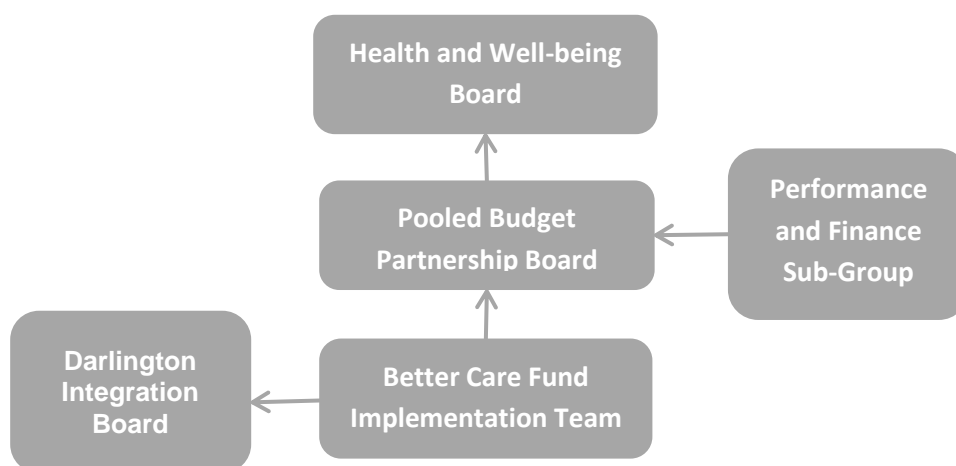 Health and Well-being
Board
Pooled Budget
Partnership Board
Performance
and Finance
Sub-Group
Darlington
Integration
Board
Better Care Fund
Implementation Team